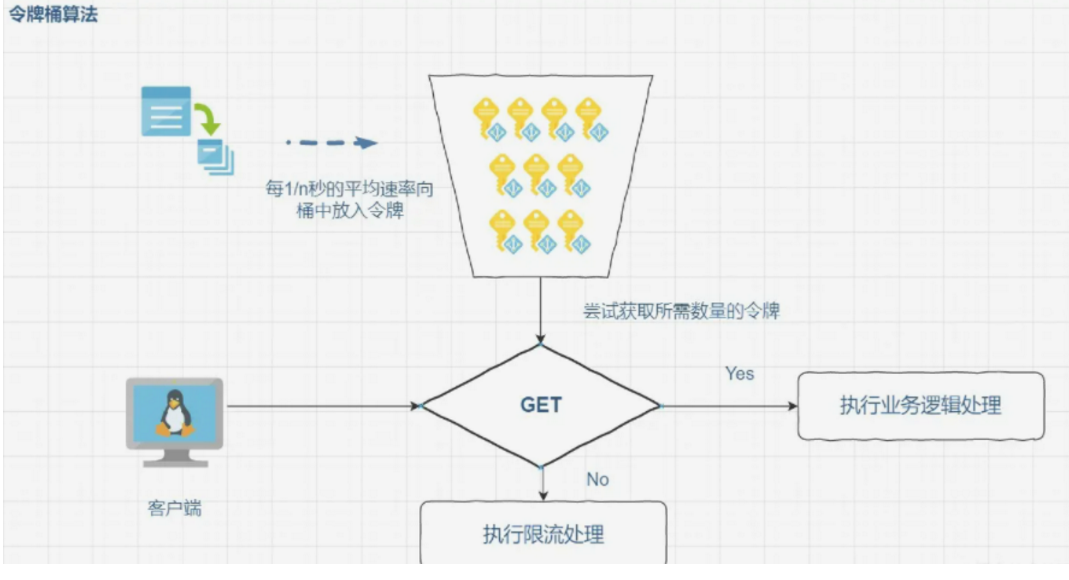 令牌桶算法
每1/n秒的平均速率向
桶中放入令牌
尝试获取所需数量的令牌
Yes
GET
执行业务逻辑处理
No
客户端
执行限流处理